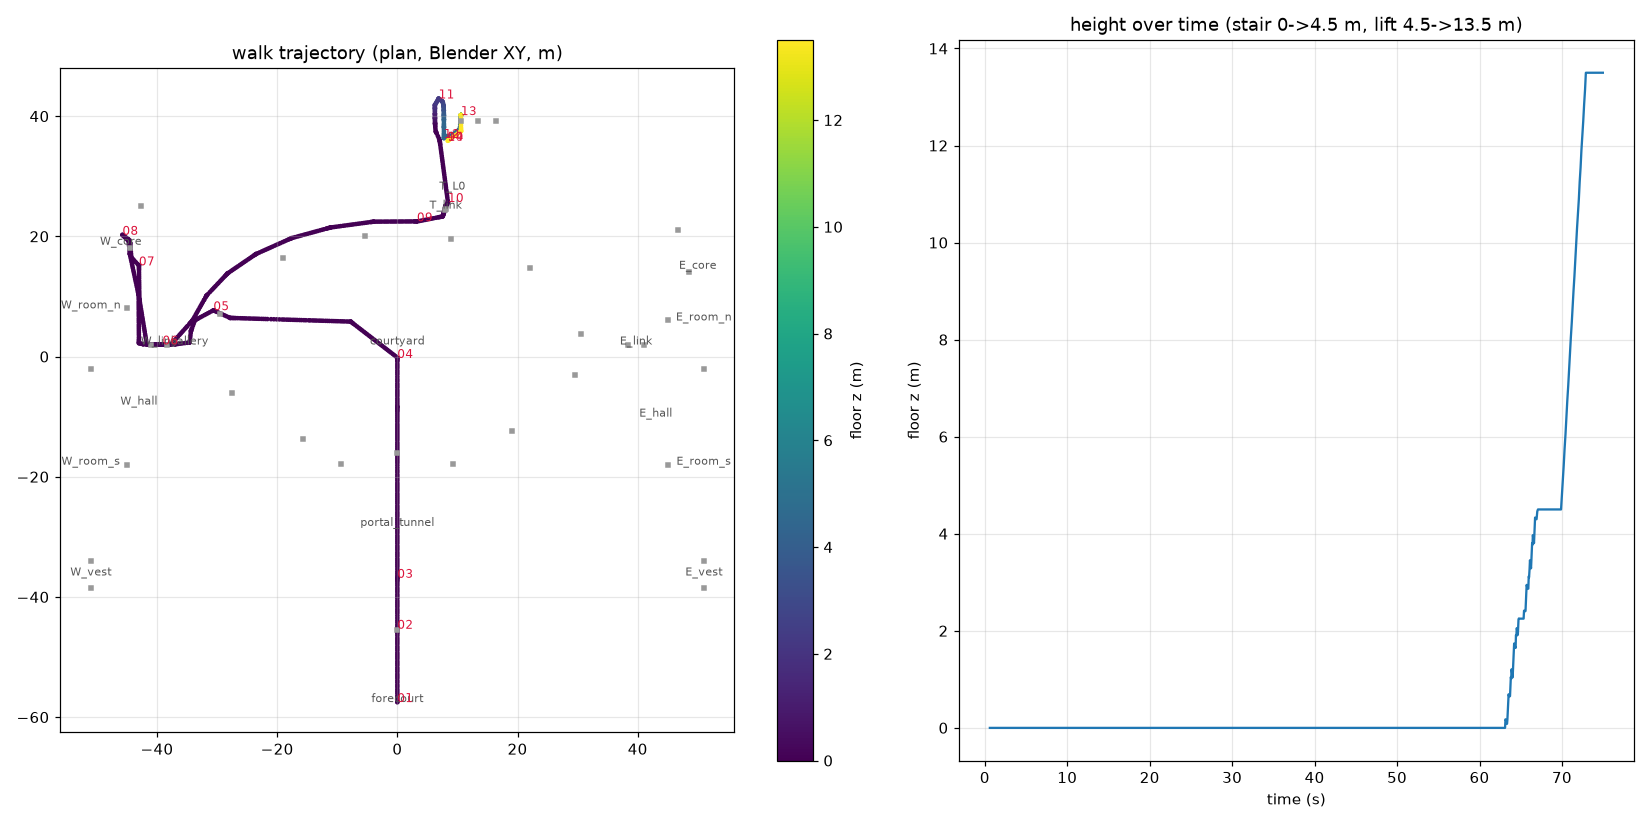 walk trajectory (plan, Blender XY, m)
40
20
0
−20
−40
−60
−40
−20
0
20
40
11
13
T_L0
10
T_link
09
08
W_core
07
W_room_n
05
courtyard
04
E_core
E_room_n
E_link
W_hall
E_hall
W_room_s
E_room_s
portal_tunnel
W_vest
03
E_vest
02
forecourt
01
12
10
8
6
4
2
0
floor z (m)
height over time (stair 0->4.5 m, lift 4.5->13.5 m)
14
12
10
8
6
4
2
0
floor z (m)
0
10
20
30
40
50
60
70
time (s)